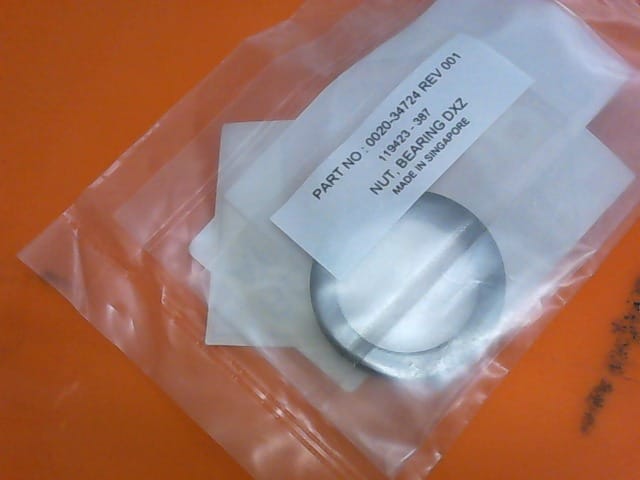 PART NO : 0020-34724 REV 001
119423 - 387
NUT, BEARING DXZ
MADE IN SINGAPORE